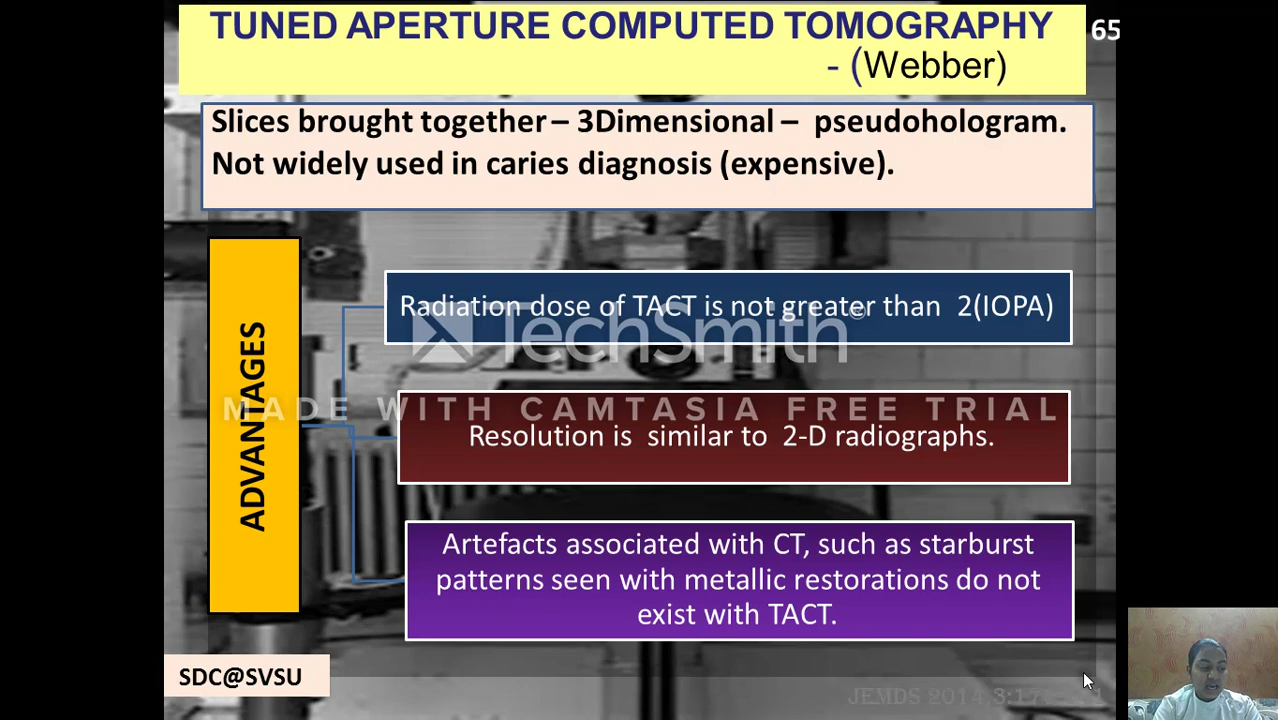 TUNED APERTURE COMPUTED TOMOGRAPHY
- (Webber)
65
Slices brought together – 3Dimensional – pseudohologram.
Not widely used in caries diagnosis (expensive).
ADVANTAGES
Radiation dose of TACT is not greater than 2(IOPA)
TechSmith©
MADE WITH CAMTASIA FREE TRIAL
Resolution is similar to 2-D radiographs.
Artefacts associated with CT, such as starburst
patterns seen with metallic restorations do not
exist with TACT.
SDC@SVSU
JEMDS 2014